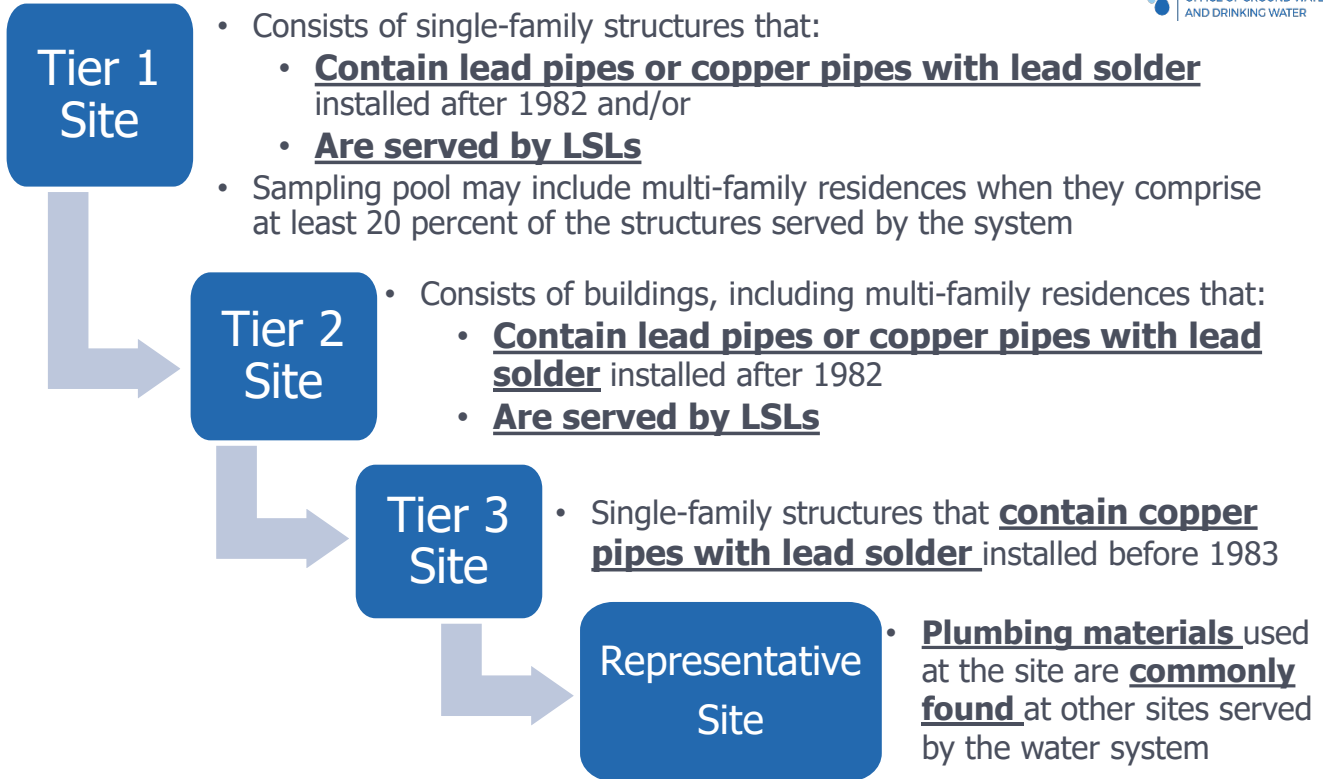 OFFICE OF GROUND WATE
AND DRINKING WATER
Tier 1
Site
• Consists of single-family structures that:
• Contain lead pipes or copper pipes with lead solder
installed after 1982 and/or
• Are served by LSLs
• Sampling pool may include multi-family residences when they comprise
at least 20 percent of the structures served by the system
Tier 2
Site
• Consists of buildings, including multi-family residences that:
• Contain lead pipes or copper pipes with lead
solder installed after 1982
• Are served by LSLs
Tier 3
Site
• Single-family structures that contain copper
pipes with lead solder installed before 1983
Representative
Site
• Plumbing materials used
at the site are commonly
found at other sites served
by the water system